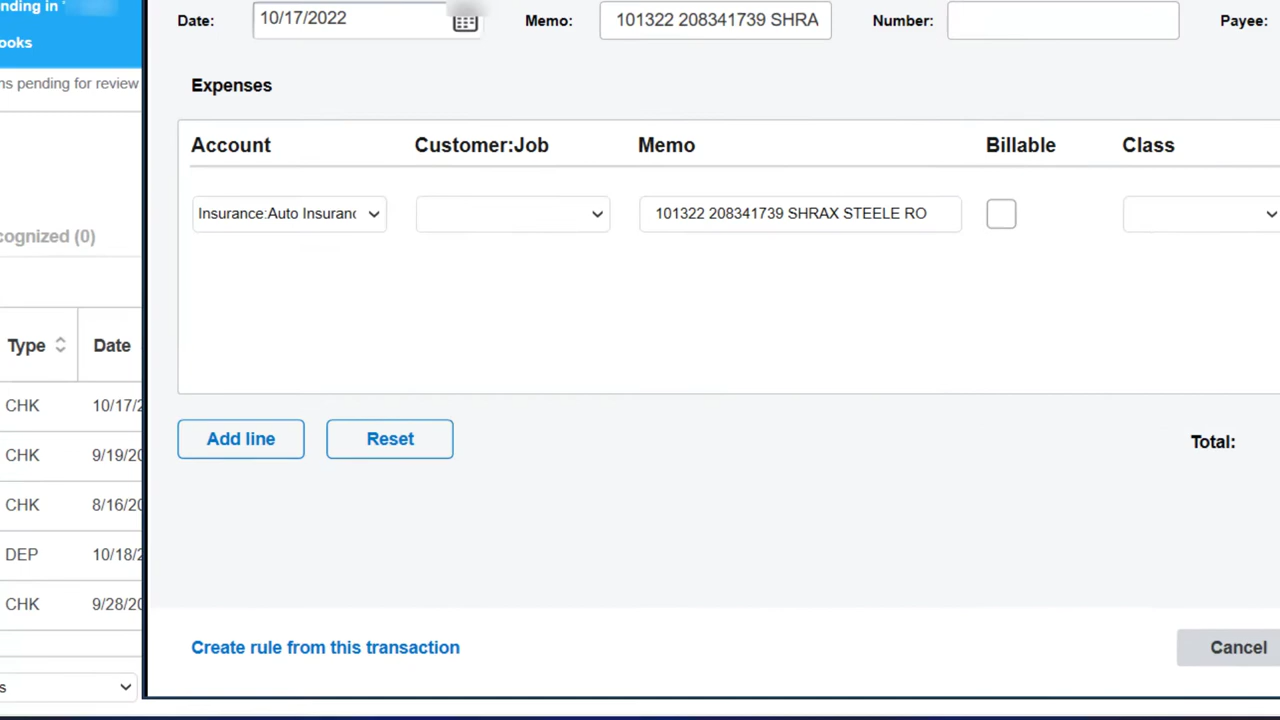 nding in
Date: 10/17/2022 Memo: 101322 208341739 SHRA Number: Payee:
ooks
ns pending for review
Expenses
Account Customer:Job Memo Billable Class
Insurance:Auto Insuranc 101322 208341739 SHRAX STEELE RO
cognized (0)
Type Date
CHK 10/17/2
CHK 9/19/20
CHK 8/16/20
DEP 10/18/2
CHK 9/28/20
Add line Reset Total:
Create rule from this transaction Cancel
s